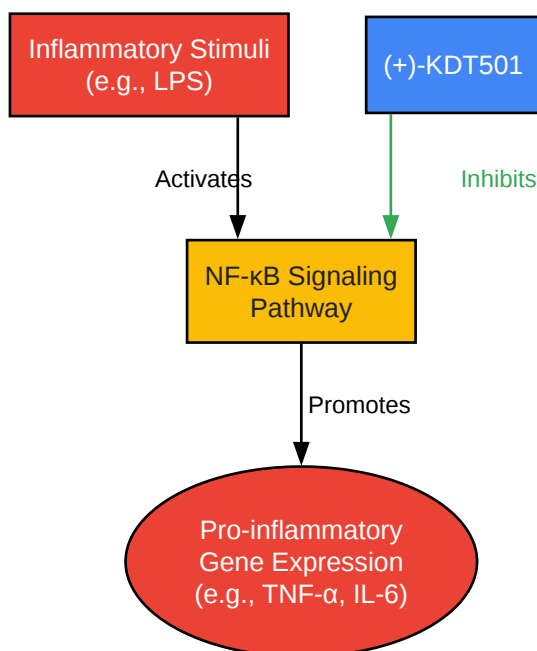 Inflammatory Stimuli
(e.g., LPS)
(+)-KDT501
Activates
Inhibits
NF-κB Signaling
Pathway
Promotes
Pro-inflammatory
Gene Expression
(e.g., TNF-α, IL-6)